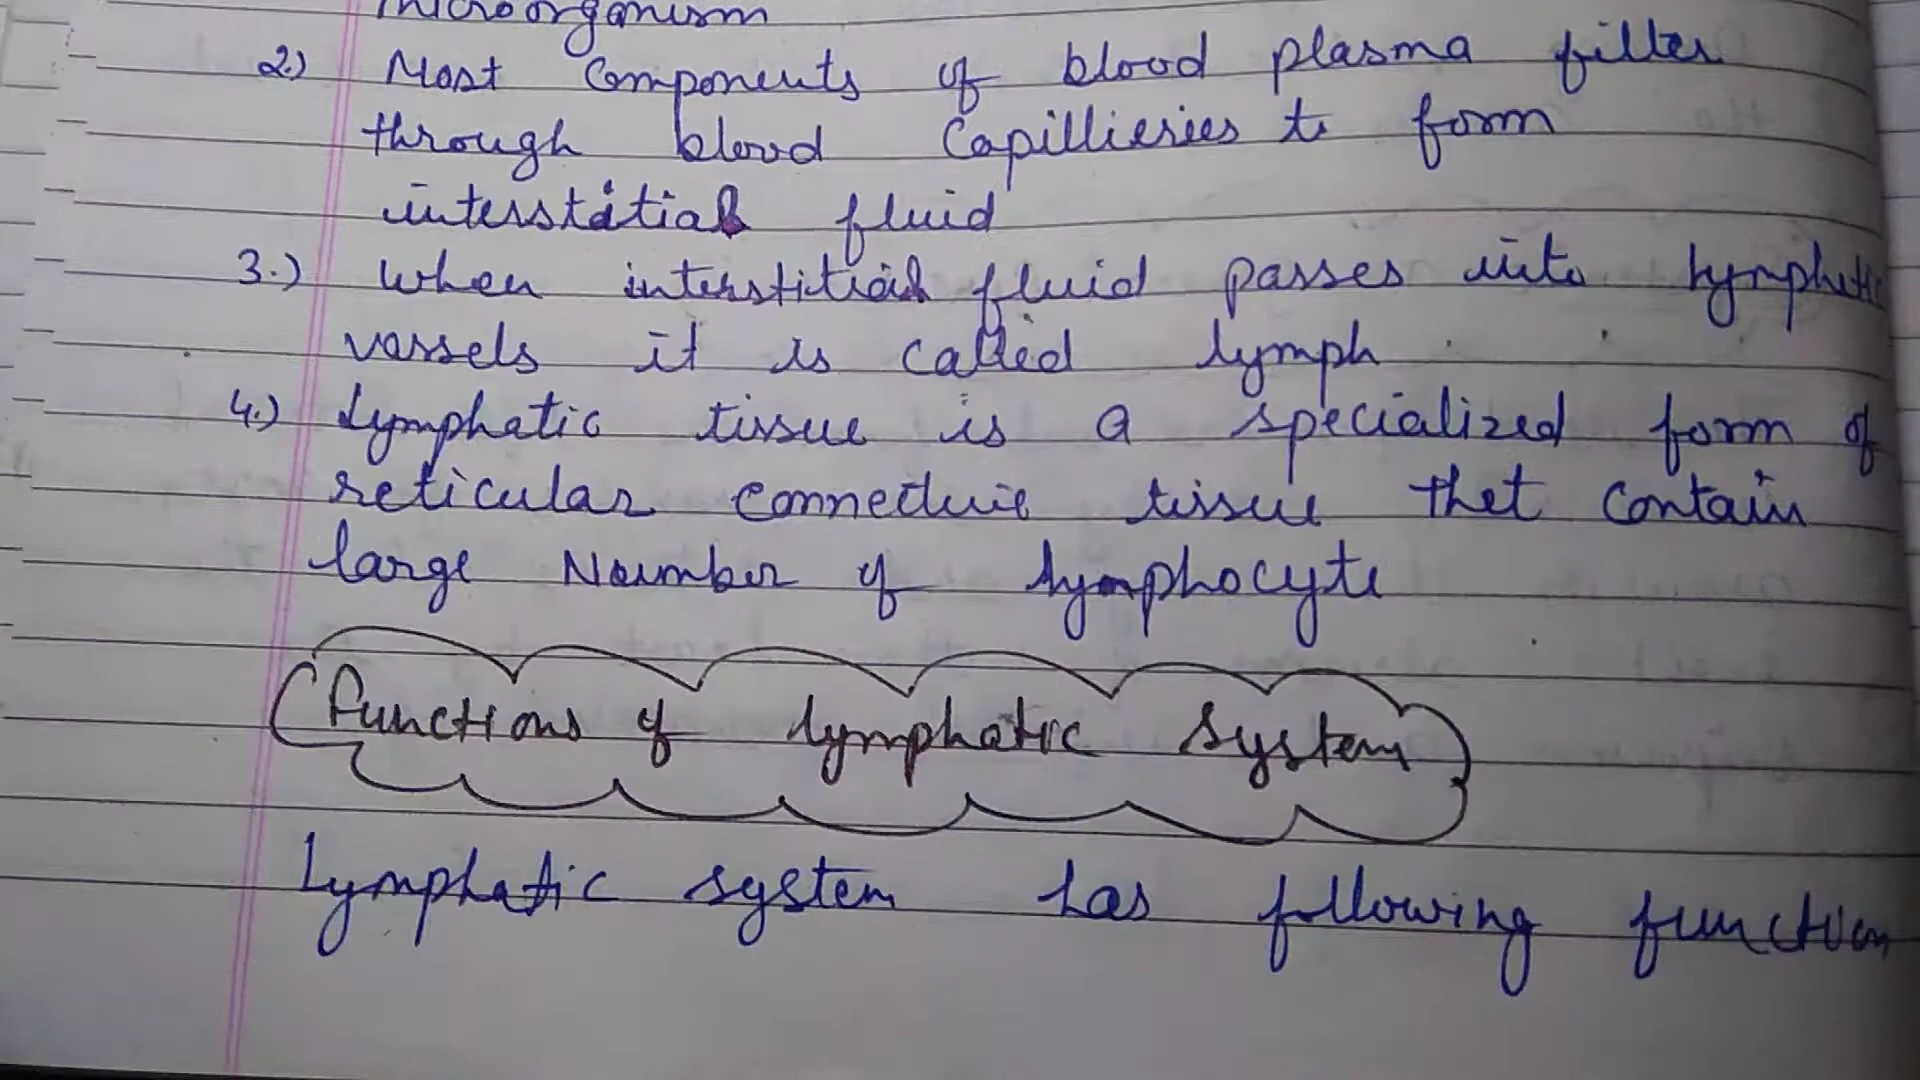 microorganism
2.) Most Components of blood plasma filter
through blood Capillieries to form
interstitial fluid
3.) When interstitial fluid passes into lymphatic
vessels it is called lymph
4.) Lymphatic tissue is a specialized form of
reticular connective tissue thet contain
large Number of lymphocyte
Functions of lymphatic system
Lymphatic system has following function